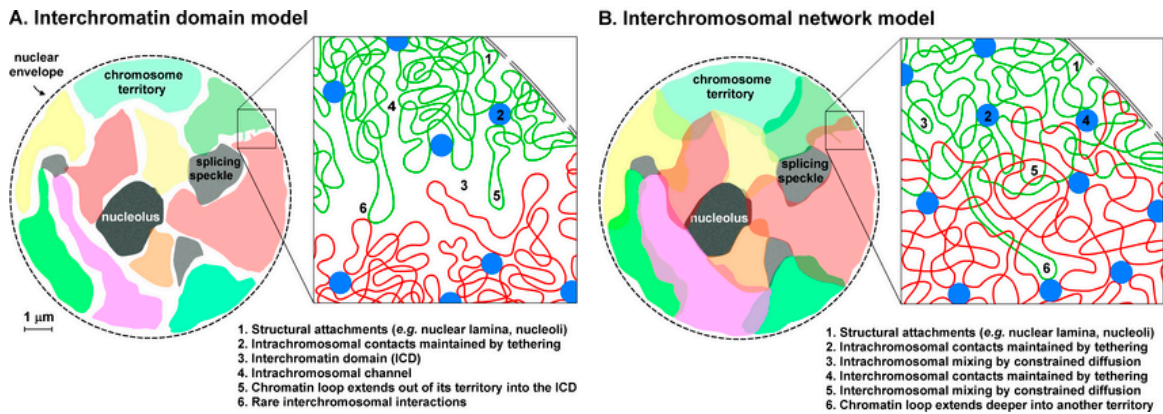 A. Interchromatin domain model
nuclear
envelope
chromosome
territory
splicing
speckle
nucleolus
1 μm
1
4
2
3
5
6
1. Structural attachments (e.g. nuclear lamina, nucleoli)
2. Intrachromosomal contacts maintained by tethering
3. Interchromatin domain (ICD)
4. Intrachromosomal channel
5. Chromatin loop extends out of its territory into the ICD
6. Rare interchromosomal interactions
B. Interchromosomal network model
chromosome
territory
splicing
speckle
nucleolus
1
2
4
3
5
6
1. Structural attachments (e.g. nuclear lamina, nucleoli)
2. Intrachromosomal contacts maintained by tethering
3. Intrachromosomal mixing by constrained diffusion
4. Interchromosomal contacts maintained by tethering
5. Interchromosomal mixing by constrained diffusion
6. Chromatin loop extends deeper into another territory